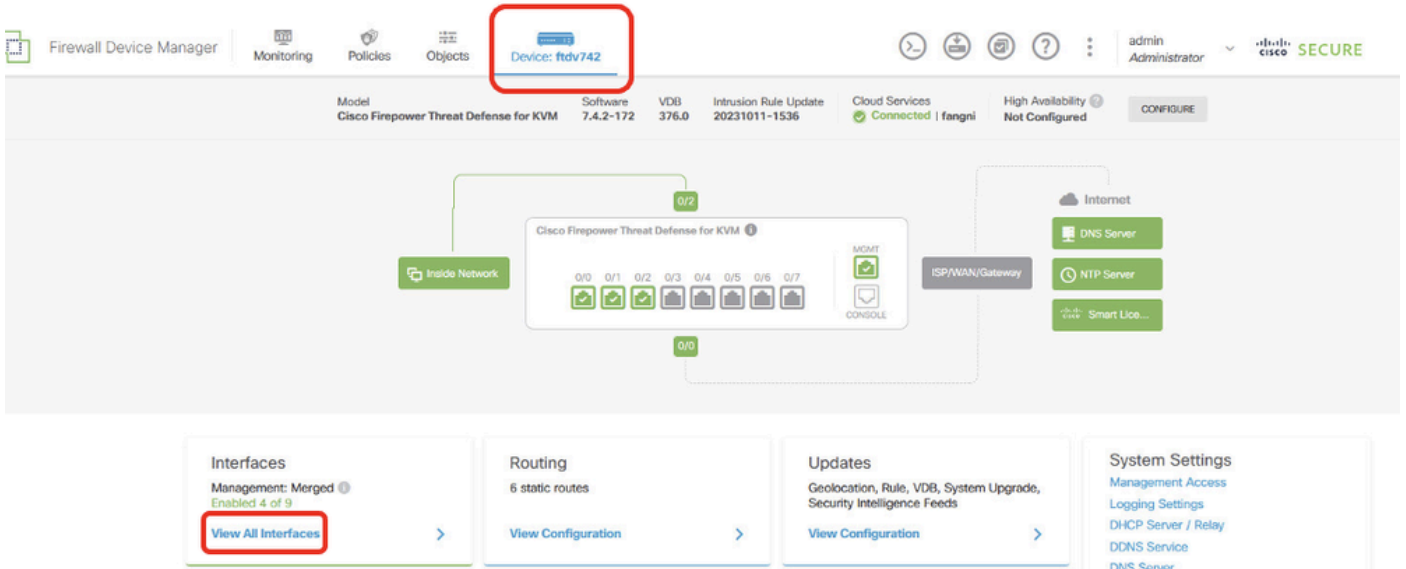 Firewall Device Manager
Monitoring
Policies
Objects
Device: ftdv742
admin
Administrator
cisco SECURE
Model
Cisco Firepower Threat Defense for KVM
Software
7.4.2-172
VDB
376.0
Intrusion Rule Update
20231011-1536
Cloud Services
Connected | fangni
High Availability ?
Not Configured
CONFIGURE
0/2
Internet
Cisco Firepower Threat Defense for KVM
DNS Server
MGMT
Inside Network
0/0 0/1 0/2 0/3 0/4 0/5 0/6 0/7
ISP/WAN/Gateway
NTP Server
CONSOLE
cisco Smart Lice...
0/0
Interfaces
Management: Merged
Enabled 4 of 9
View All Interfaces
Routing
6 static routes
View Configuration
Updates
Geolocation, Rule, VDB, System Upgrade,
Security Intelligence Feeds
View Configuration
System Settings
Management Access
Logging Settings
DHCP Server / Relay
DDNS Service
DNS Server